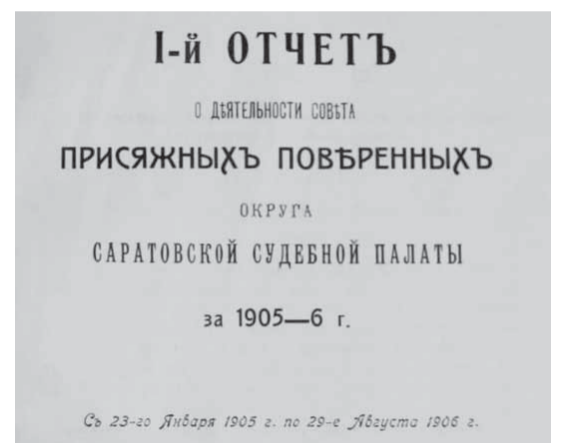 I-й ОТЧЕТЪ
О ДѢЯТЕЛЬНОСТИ СОВѢТА
ПРИСЯЖНЫХЪ ПОВѢРЕННЫХЪ
ОКРУГА
САРАТОВСКОЙ СУДЕБНОЙ ПАЛАТЫ
за 1905—6 г.
Съ 23-го Января 1905 г. по 29-е Августа 1906 г.